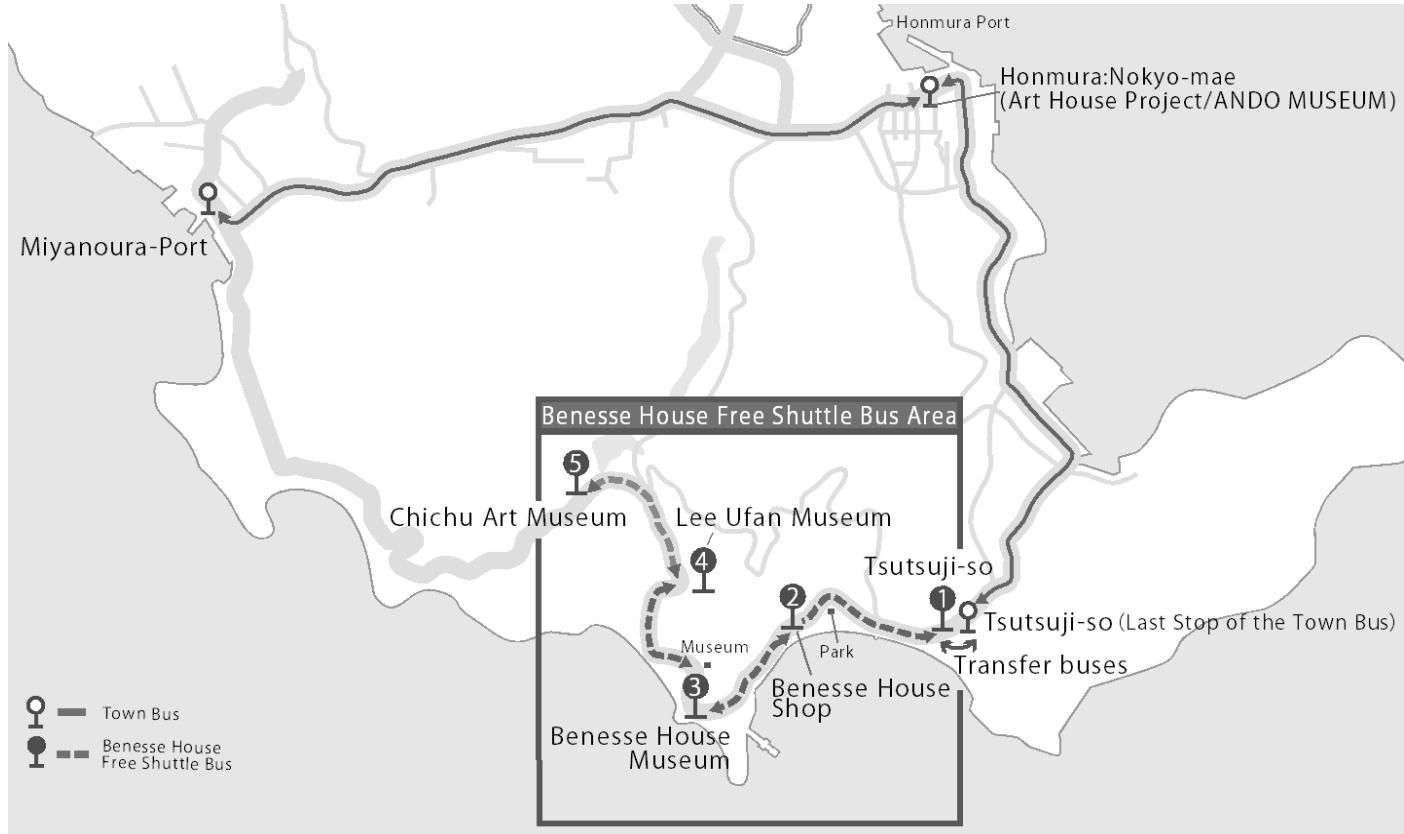 Honmura Port
Honmura:Nokyo-mae
(Art House Project/ANDO MUSEUM)
Miyanoura-Port
Benesse House Free Shuttle Bus Area
5
Chichu Art Museum
Lee Ufan Museum
4
Tsutsuji-so
2
1
Tsutsuji-so (Last Stop of the Town Bus)
Museum
Park
Transfer buses
3
Benesse House
Shop
Benesse House
Museum
Town Bus
Benesse House
Free Shuttle Bus